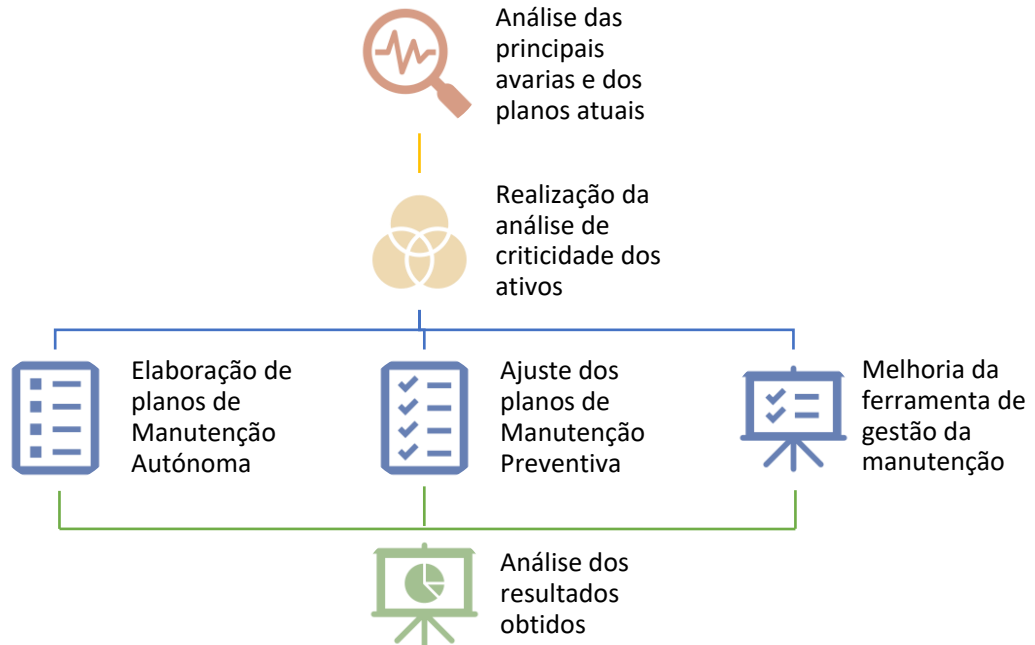 Análise das
principais
avarias e dos
planos atuais
Realização da
análise de
criticidade dos
ativos
Elaboração de
planos de
Manutenção
Autónoma
Ajuste dos
planos de
Manutenção
Preventiva
Melhoria da
ferramenta de
gestão da
manutenção
Análise dos
resultados
obtidos